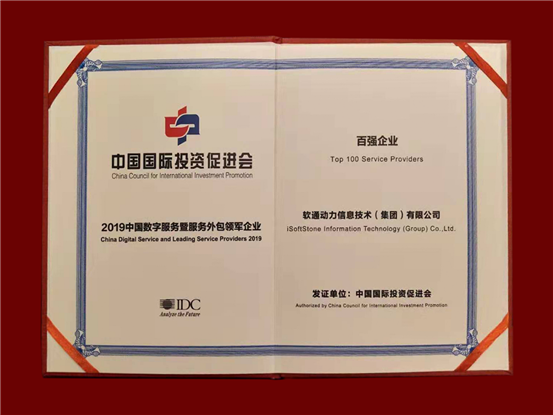 中国国际投资促进会
China Council for International Investment Promotion
2019中国数字服务暨服务外包领军企业
China Digital Service and Leading Service Providers 2019
IDC
Analyze the Future
百强企业
Top 100 Service Providers
软通动力信息技术（集团）有限公司
iSoftStone Information Technology (Group) Co.,Ltd.
发证单位：中国国际投资促进会
Authorized by China Council for International Investment Promotion